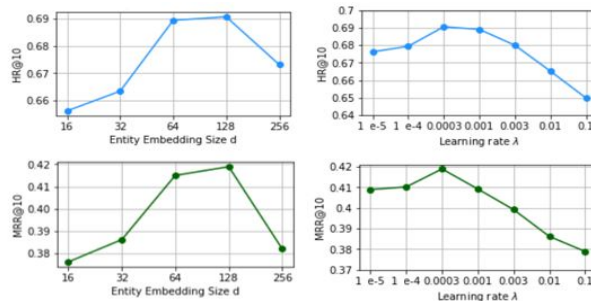 0.69
0.68
0.67
0.66
HR@10
16 32 64 128 256
Entity Embedding Size d
0.7
0.69
0.68
0.67
0.66
0.65
0.64
HR@10
1 e-5 1 e-4 0.0003 0.001 0.003 0.01 0.1
Learning rate λ
0.42
0.41
0.40
0.39
0.38
MRR@10
16 32 64 128 256
Entity Embedding Size d
0.42
0.41
0.4
0.39
0.38
0.37
MRR@10
1 e-5 1 e-4 0.0003 0.001 0.003 0.01 0.1
Learning rate λ